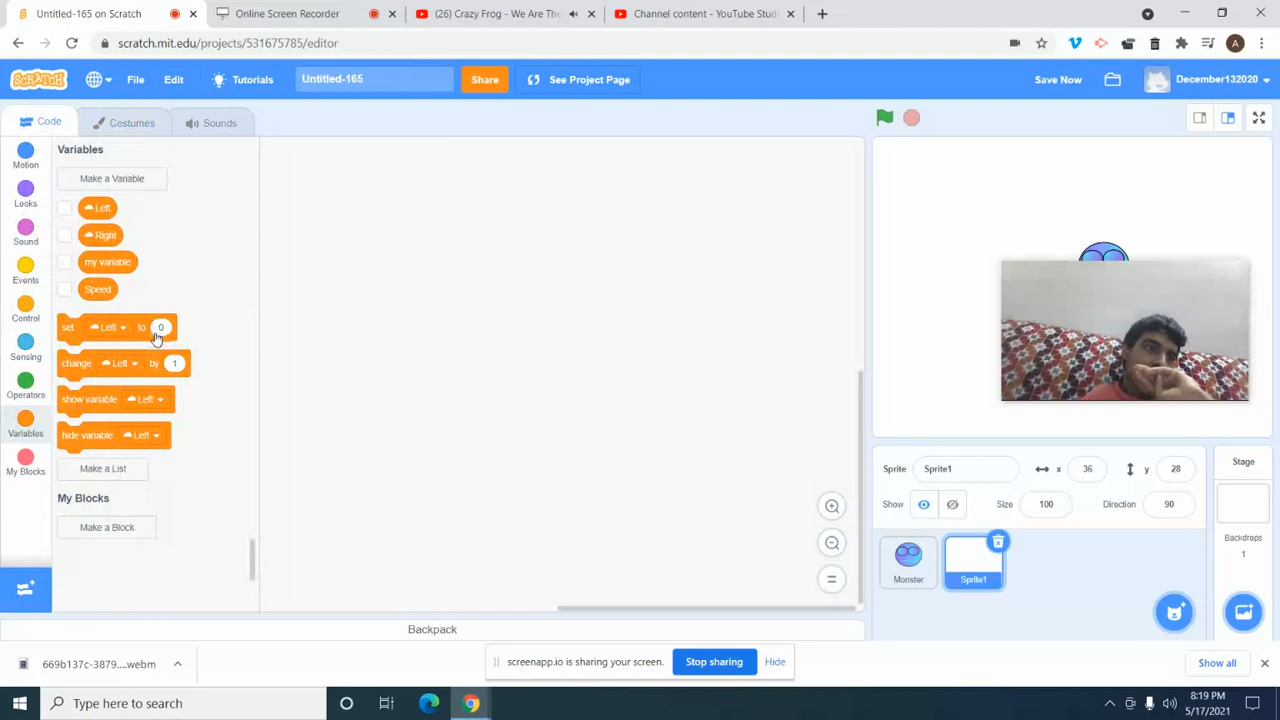 Untitled-165 on Scratch
Online Screen Recorder
(26) Crazy Frog - We Are The
Channel content - YouTube Stud
scratch.mit.edu/projects/531675785/editor
A
SCRATCH
File
Edit
Tutorials
Untitled-165
Share
See Project Page
Save Now
December132020
Code
Costumes
Sounds
Motion
Looks
Sound
Events
Control
Sensing
Operators
Variables
My Blocks
Variables
Make a Variable
Left
Right
my variable
Speed
set Left to 0
change Left by 1
show variable Left
hide variable Left
Make a List
My Blocks
Make a Block
Sprite Sprite1 x 36 y 28
Show Size 100 Direction 90
Monster
Sprite1
Stage
Backdrops
1
Backpack
669b137c-3879....webm
screenapp.io is sharing your screen.
Stop sharing
Hide
Show all
Type here to search
8:19 PM
5/17/2021